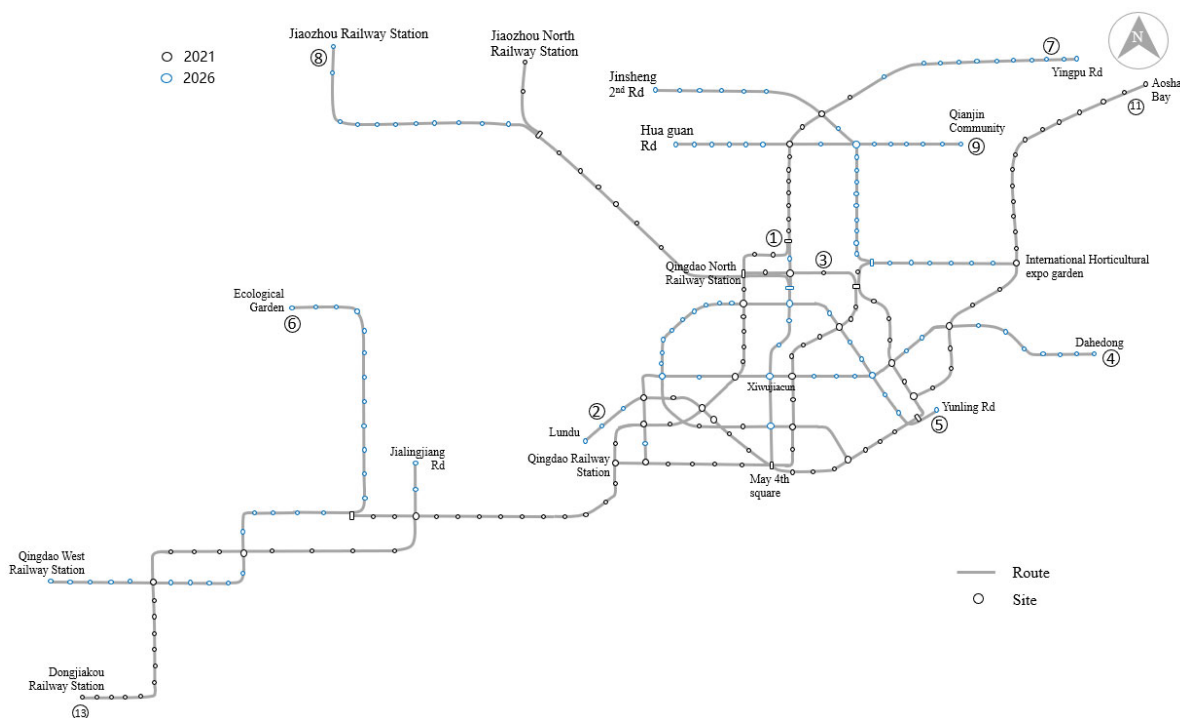 2021
2026
Jiaozhou Railway Station
⑧
Jiaozhou North
Railway Station
⑦
Yingpu Rd
N
Jinsheng
2nd Rd
Aosha
Bay
⑪
Hua guan
Rd
Qianjin
Community
⑨
①
③
Qingdao North
Railway Station
International Horticultural
expo garden
Ecological
Garden
⑥
Dahedong
④
Xiwujiacun
②
Lundu
Yunling Rd
⑤
Jialingjiang
Rd
Qingdao Railway
Station
May 4th
square
Qingdao West
Railway Station
Route
Site
Dongjiakou
Railway Station
⑬